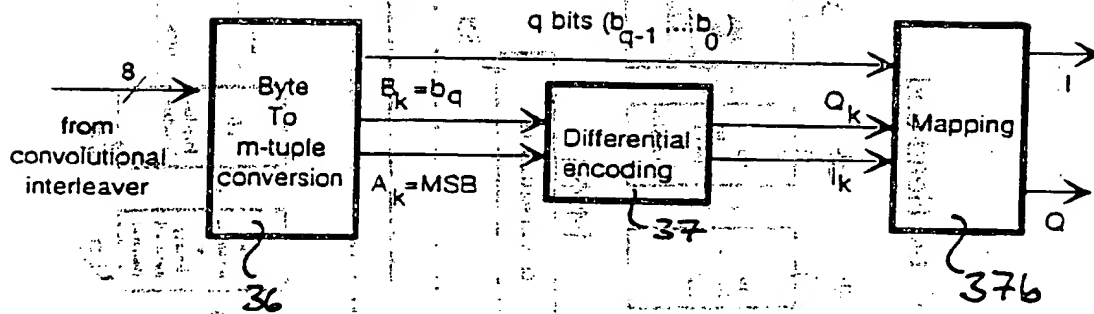 q bits (b_{q-1} ...b_0)
8
from
convolutional
interleaver
Byte
To
m-tuple
conversion
B_k=b_q
A_k=MSB
Differential
encoding
Q_k
I_k
Mapping
I
Q
36
37
37b